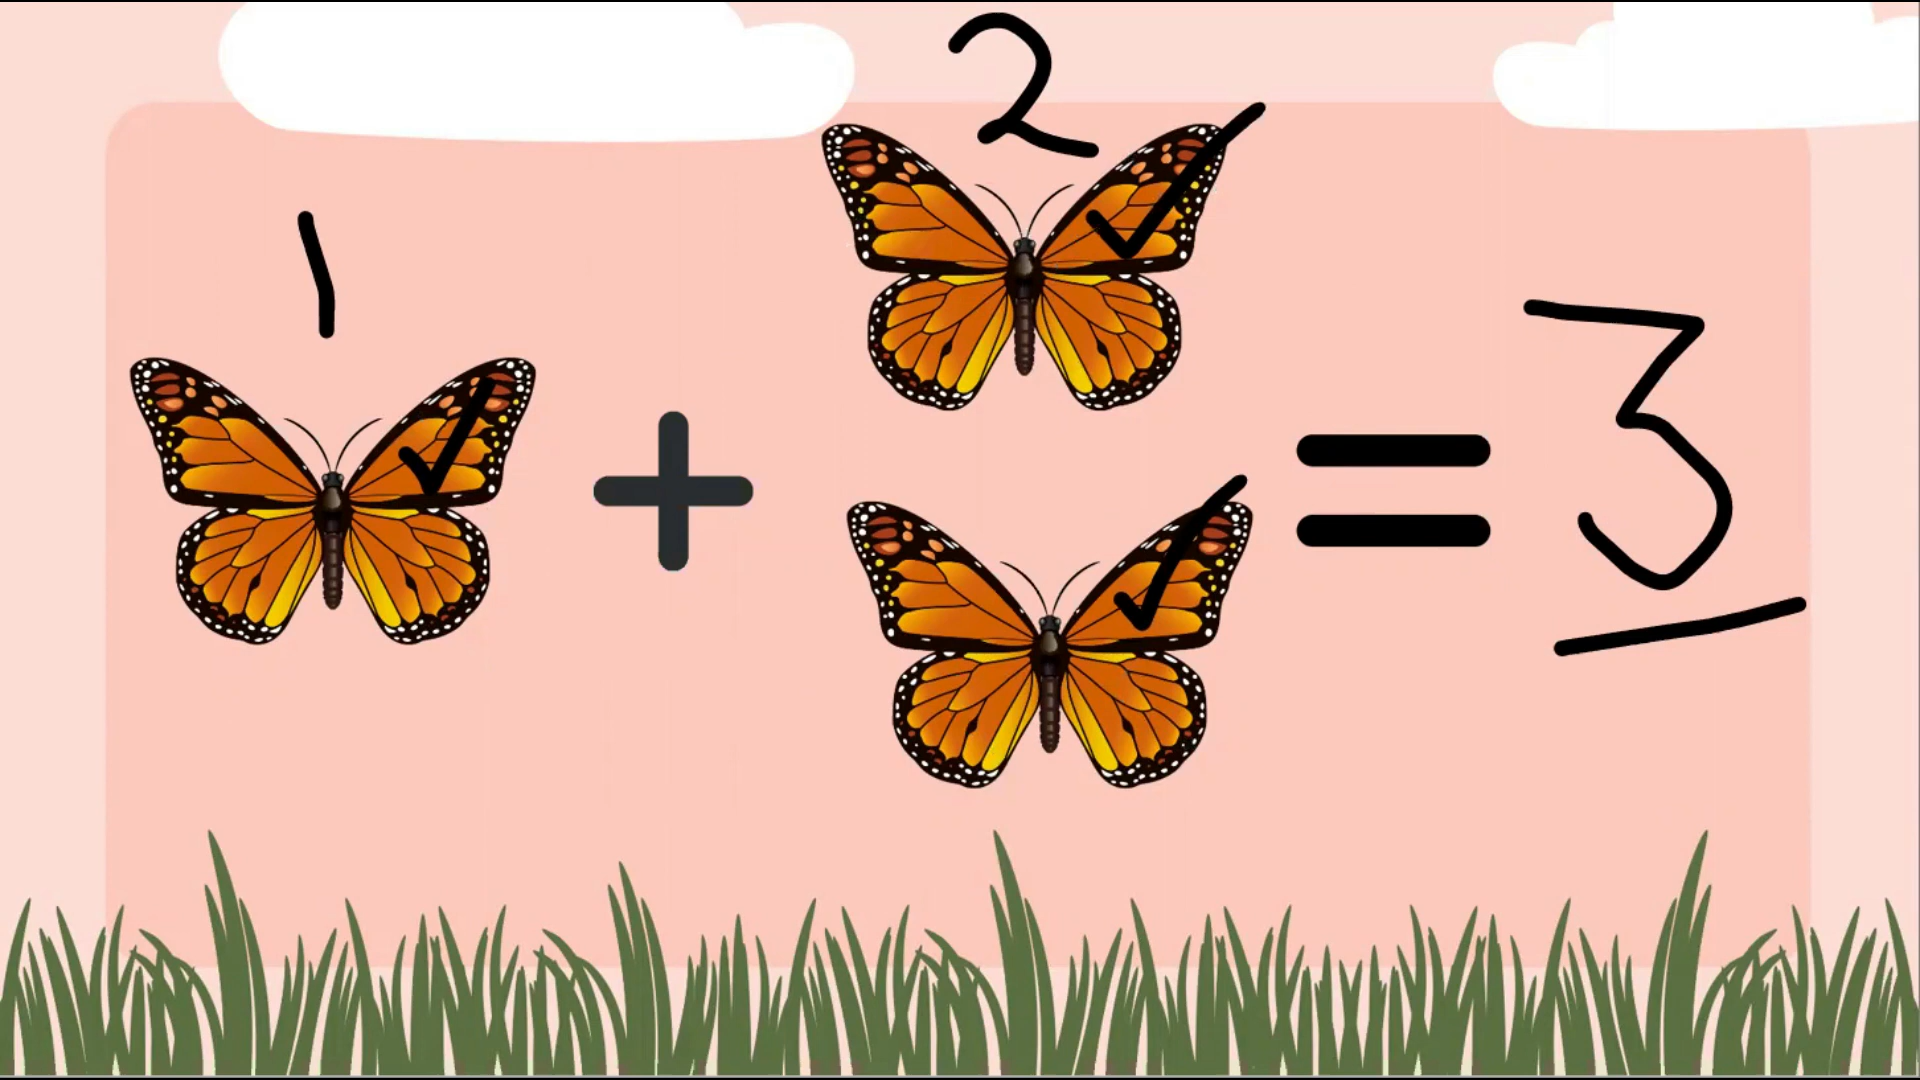 1 + 2 = 3